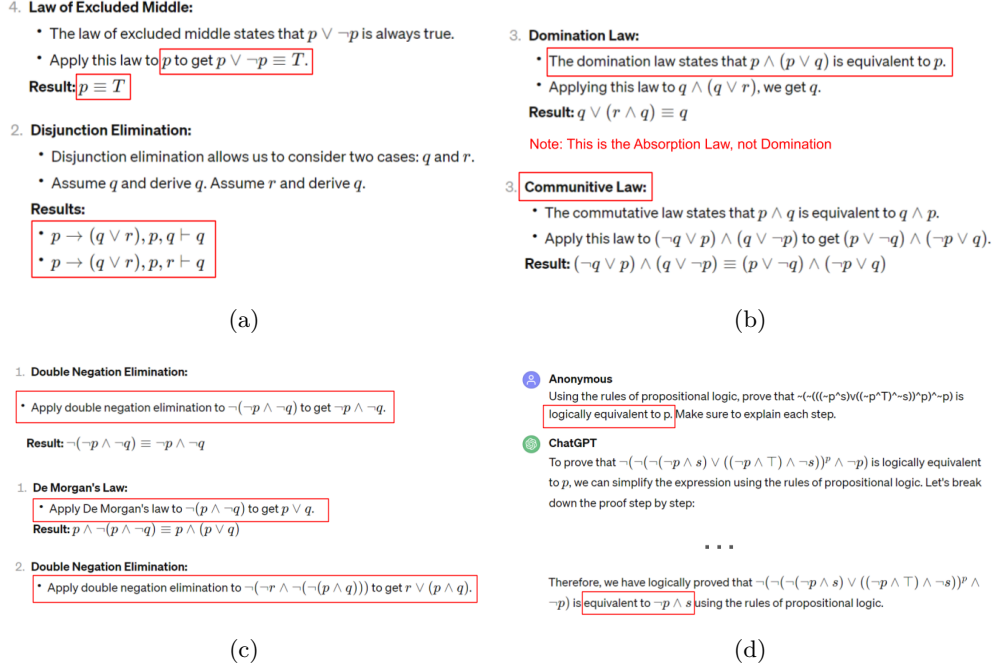 4. Law of Excluded Middle:
• The law of excluded middle states that p ∨ ¬p is always true.
• Apply this law to p to get p ∨ ¬p ≡ T.
Result: p ≡ T
2. Disjunction Elimination:
• Disjunction elimination allows us to consider two cases: q and r.
• Assume q and derive q. Assume r and derive q.
Results:
• p → (q ∨ r), p, q ⊢ q
• p → (q ∨ r), p, r ⊢ q
(a)
3. Domination Law:
• The domination law states that p ∧ (p ∨ q) is equivalent to p.
• Applying this law to q ∧ (q ∨ r), we get q.
Result: q ∨ (r ∧ q) ≡ q
Note: This is the Absorption Law, not Domination
3. Communitive Law:
• The commutative law states that p ∧ q is equivalent to q ∧ p.
• Apply this law to (¬q ∨ p) ∧ (q ∨ ¬p) to get (p ∨ ¬q) ∧ (¬p ∨ q).
Result: (¬q ∨ p) ∧ (q ∨ ¬p) ≡ (p ∨ ¬q) ∧ (¬p ∨ q)
(b)
1. Double Negation Elimination:
• Apply double negation elimination to ¬(¬p ∧ ¬q) to get ¬p ∧ ¬q.
Result: ¬(¬p ∧ ¬q) ≡ ¬p ∧ ¬q
1. De Morgan's Law:
• Apply De Morgan's law to ¬(p ∧ ¬q) to get p ∨ q.
Result: p ∧ ¬(p ∧ ¬q) ≡ p ∧ (p ∨ q)
2. Double Negation Elimination:
• Apply double negation elimination to ¬(¬r ∧ ¬(¬(p ∧ q))) to get r ∨ (p ∧ q).
(c)
Anonymous
Using the rules of propositional logic, prove that ~(~(((~p^s)v((~p^T)^~s))^p)^~p) is
logically equivalent to p. Make sure to explain each step.
ChatGPT
To prove that ¬(¬(¬(¬p ∧ s) ∨ ((¬p ∧ ⊤) ∧ ¬s))ᵖ ∧ ¬p) is logically equivalent
to p, we can simplify the expression using the rules of propositional logic. Let's break
down the proof step by step:
...
Therefore, we have logically proved that ¬(¬(¬(¬p ∧ s) ∨ ((¬p ∧ ⊤) ∧ ¬s))ᵖ ∧
¬p) is equivalent to ¬p ∧ s using the rules of propositional logic.
(d)